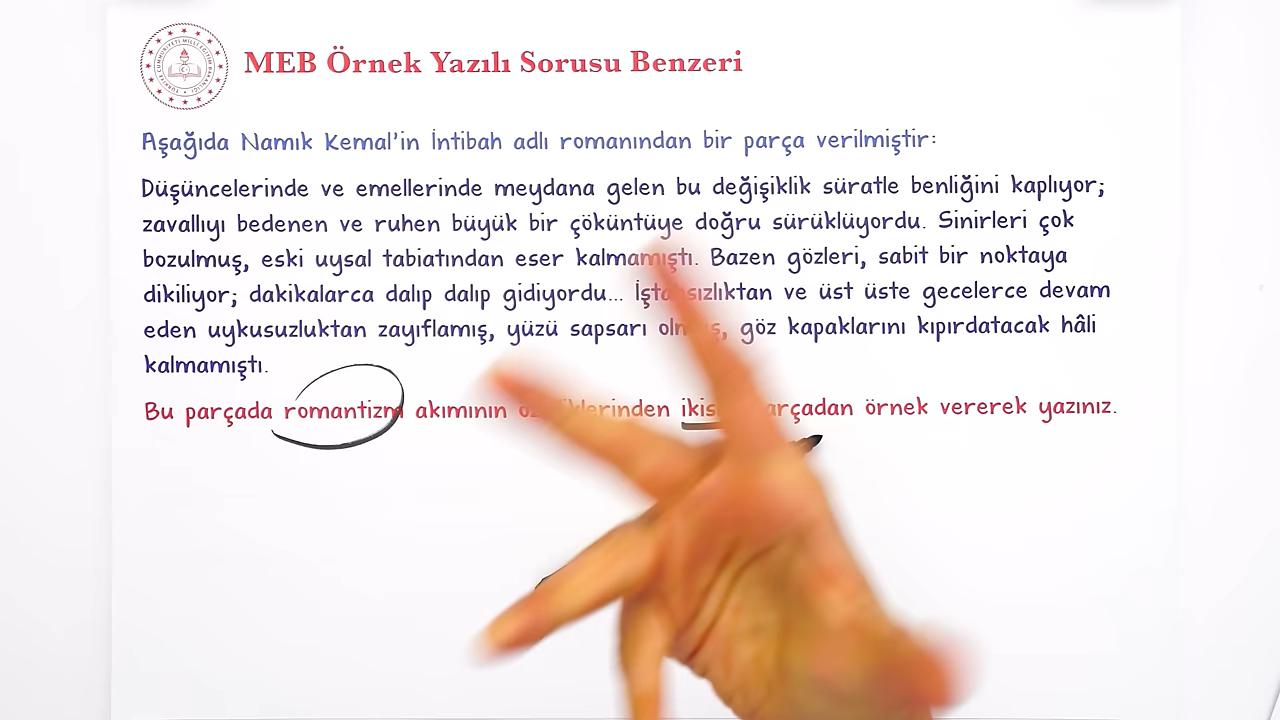 MEB Örnek Yazılı Sorusu Benzeri
Aşağıda Namık Kemal'in İntibah adlı romanından bir parça verilmiştir:
Düşüncelerinde ve emellerinde meydana gelen bu değişiklik süratle benliğini kaplıyor;
zavallıyı bedenen ve ruhen büyük bir çöküntüye doğru sürüklüyordu. Sinirleri çok
bozulmuş, eski uysal tabiatından eser kalmamıştı. Bazen gözleri, sabit bir noktaya
dikiliyor; dakikalarca dalıp dalıp gidiyordu... İştahsızlıktan ve üst üste gecelerce devam
eden uykusuzluktan zayıflamış, yüzü sapsarı olmuş, göz kapaklarını kıpırdatacak hâli
kalmamıştı.
Bu parçada romantizm akımının örnek vererek yazınız.